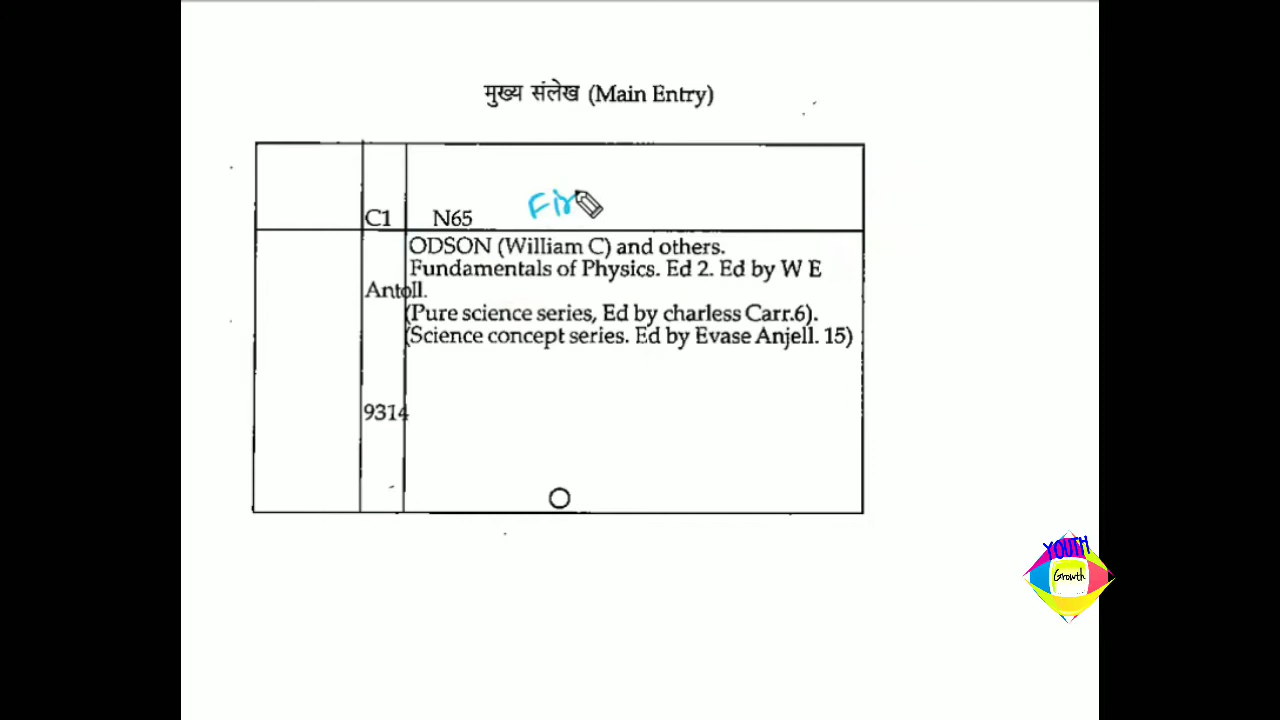 मुख्य संलेख (Main Entry)
C1 N65
Fir
ODSON (William C) and others.
Fundamentals of Physics. Ed 2. Ed by W E
Antoll.
(Pure science series, Ed by charless Carr.6).
(Science concept series. Ed by Evase Anjell. 15)
9314
YOUTH
Growth